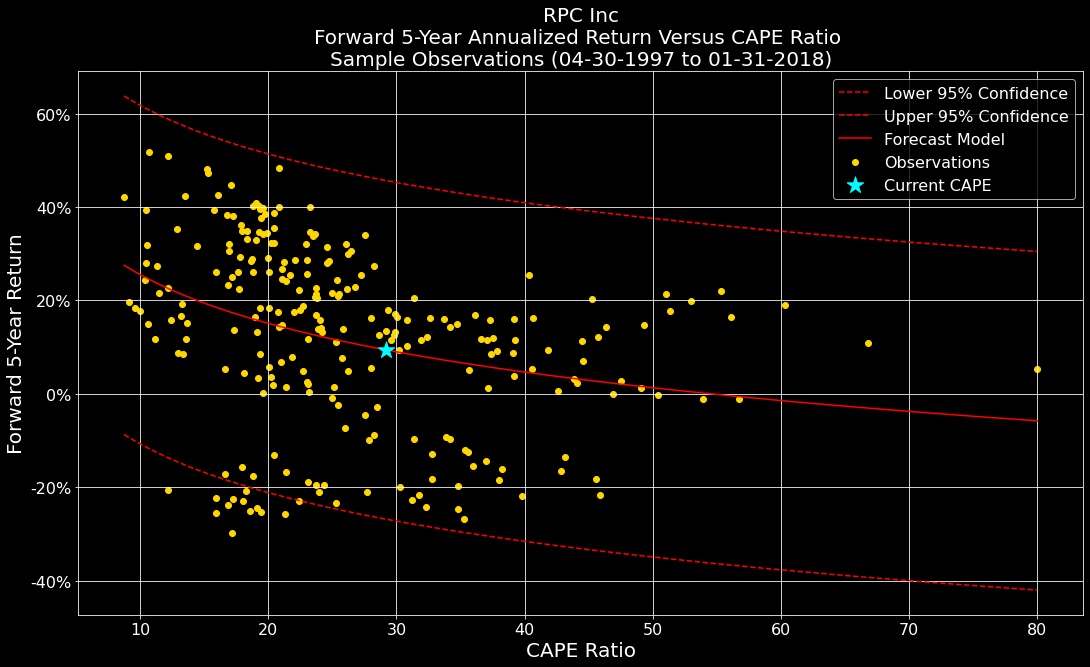 RPC Inc
Forward 5-Year Annualized Return Versus CAPE Ratio
Sample Observations (04-30-1997 to 01-31-2018)
Lower 95% Confidence
Upper 95% Confidence
Forecast Model
Observations
Current CAPE
Forward 5-Year Return
60%
40%
20%
0%
-20%
-40%
10 20 30 40 50 60 70 80
CAPE Ratio